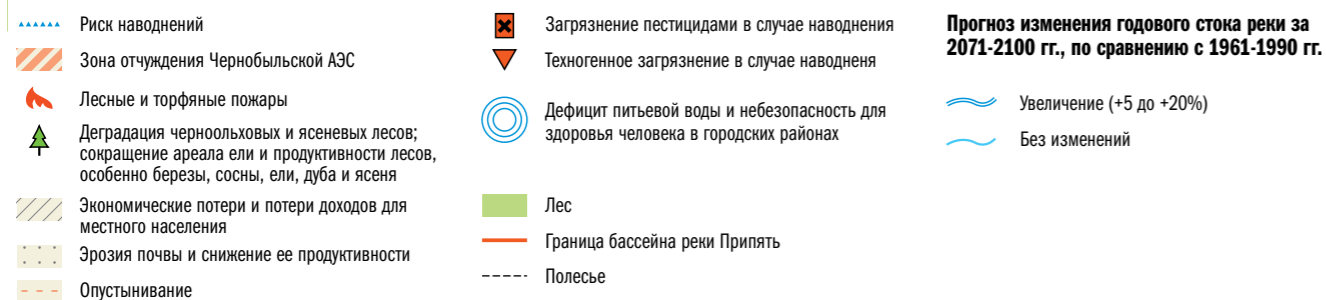 Риск наводнений
Зона отчуждения Чернобыльской АЭС
Лесные и торфяные пожары
Деградация черноольховых и ясеневых лесов;
сокращение ареала ели и продуктивности лесов,
особенно березы, сосны, ели, дуба и ясеня
Экономические потери и потери доходов для
местного населения
Эрозия почвы и снижение ее продуктивности
Опустынивание
Загрязнение пестицидами в случае наводнения
Техногенное загрязнение в случае наводненя
Дефицит питьевой воды и небезопасность для
здоровья человека в городских районах
Лес
Граница бассейна реки Припять
Полесье
Прогноз изменения годового стока реки за
2071-2100 гг., по сравнению с 1961-1990 гг.
Увеличение (+5 до +20%)
Без изменений